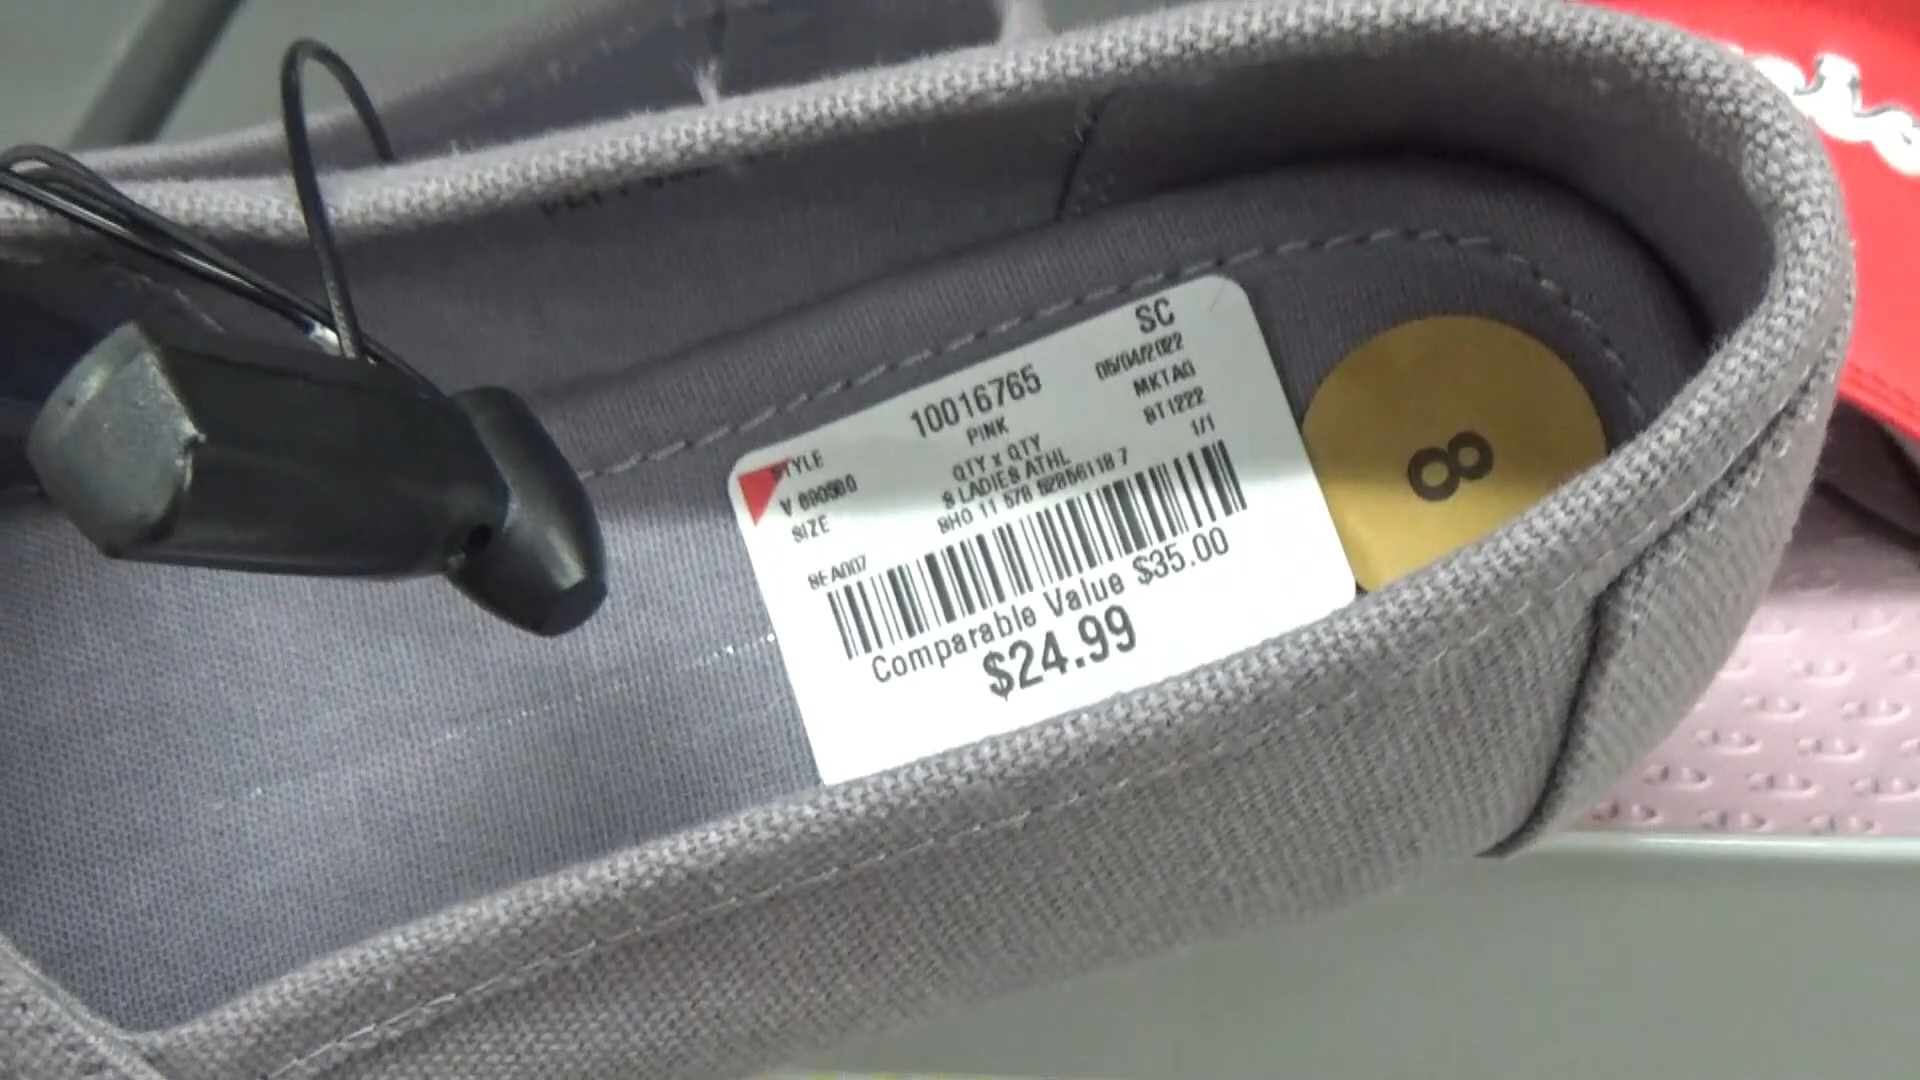 SC
10016765
05/04/2022
PINK
MKTAG
STYLE
QTY x QTY
ST1222
8 LADIES ATHL
1/1
SIZE
Comparable Value $35.00
$24.99
8